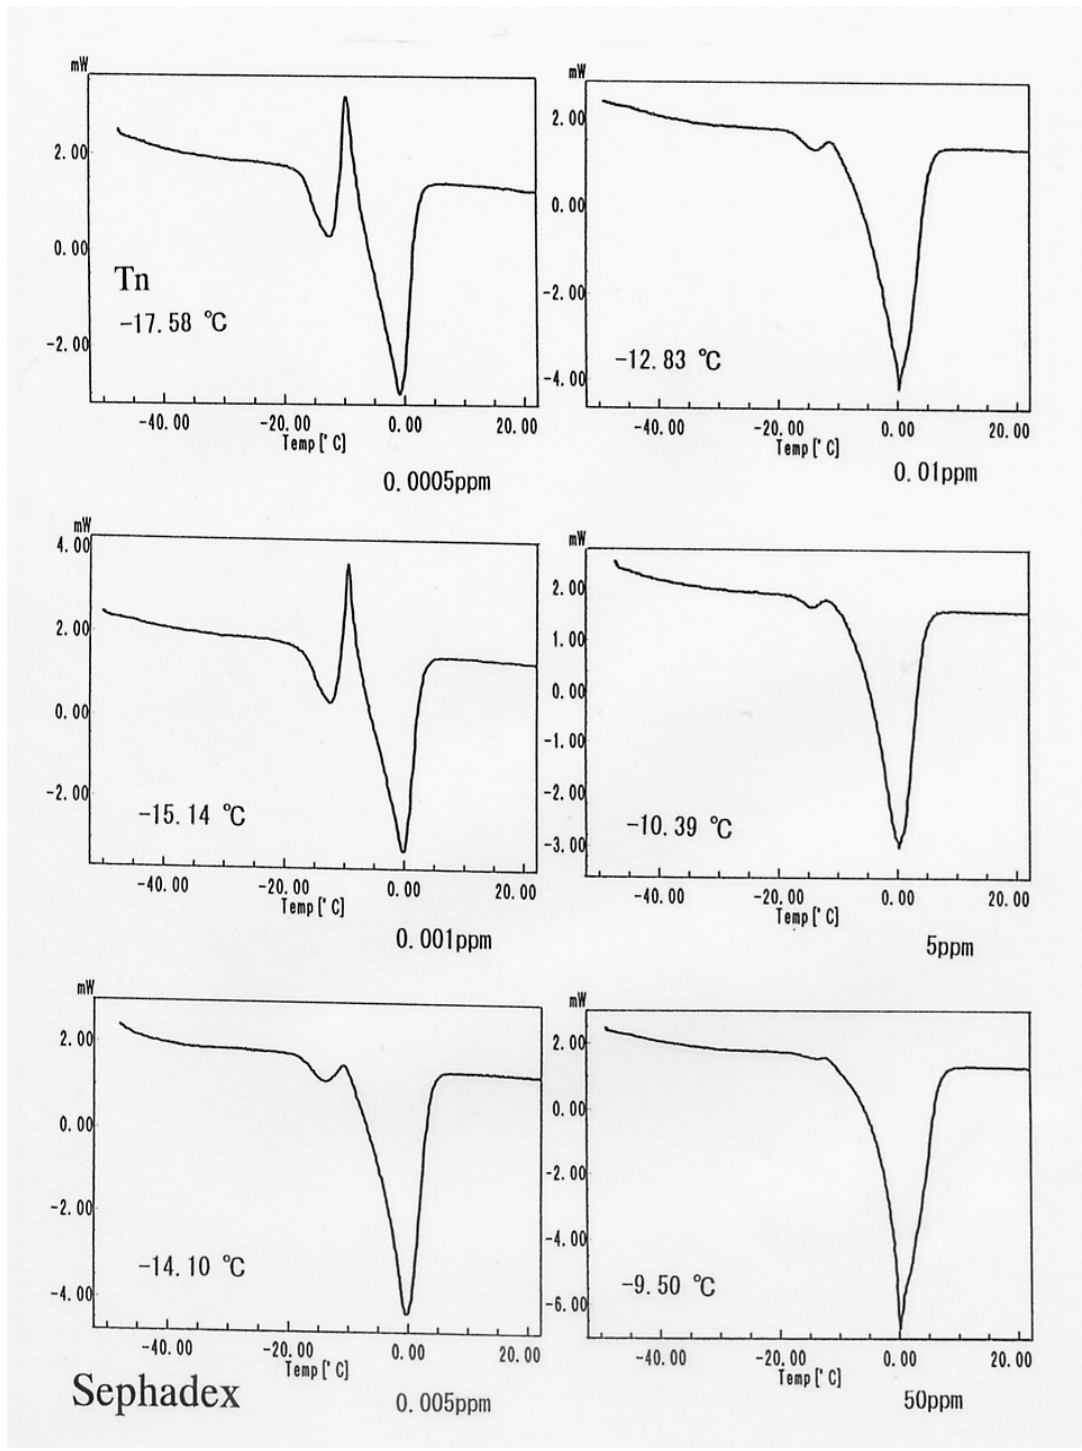 mW
2.00
0.00
-2.00
Tn
-17.58 ℃
-40.00 -20.00 0.00 20.00
Temp[°C]
0.0005ppm
mW
2.00
0.00
-2.00
-4.00
-12.83 ℃
-40.00 -20.00 0.00 20.00
Temp[°C]
0.01ppm
mW
4.00
2.00
0.00
-2.00
-15.14 ℃
-40.00 -20.00 0.00 20.00
Temp[°C]
0.001ppm
mW
2.00
1.00
0.00
-1.00
-2.00
-3.00
-10.39 ℃
-40.00 -20.00 0.00 20.00
Temp[°C]
5ppm
mW
2.00
0.00
-2.00
-4.00
-14.10 ℃
-40.00 -20.00 0.00 20.00
Temp[°C]
0.005ppm
mW
2.00
0.00
-2.00
-4.00
-6.00
-9.50 ℃
-40.00 -20.00 0.00 20.00
Temp[°C]
50ppm
Sephadex